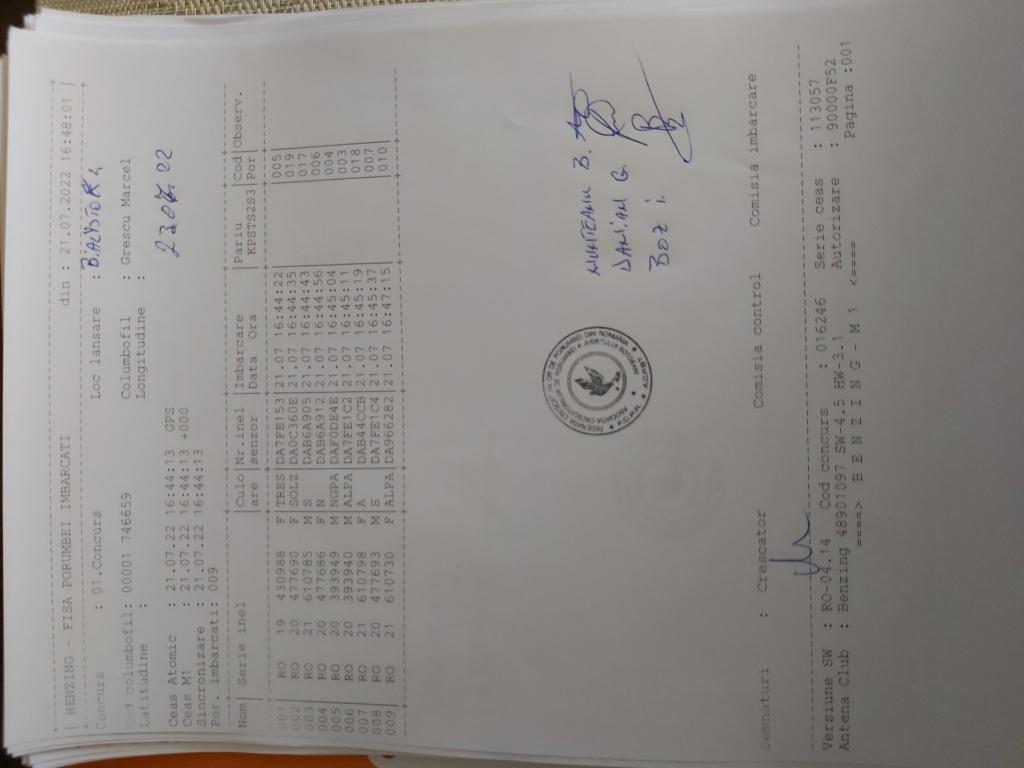 | BENZING - FISA PORUMBEI IMBARCATI din : 21.07.2022 16:48:01 |
Concurs : 01.Concurs Loc lansare : BALYSTOK 4
Cod columbofil: 00001 746659 Columbofil : Grescu Marcel
Latitudine : Longitudine :
Ceas Atomic : 21.07.22 16:44:13 GPS
Ceas M1 : 21.07.22 16:44:13 +000
23 07 22
Sincronizare : 21.07.22 16:44:13
Por. imbarcati: 009
Nom | Serie inel | Culo | Nr.inel | Imbarcare | Pariu | Cod | Observ.
are | senzor | Data Ora | KPSTS2S3 | Por
001 | RO 19 430988 F | TRES | DA7FE153 | 21.07 16:44:22 | 005
002 | RO 20 477690 F | SOLZ | DA0C360E | 21.07 16:44:35 | 019
003 | RO 21 610785 M | S | DAB6A905 | 21.07 16:44:43 | 017
004 | RO 20 477686 F | N | DAB6A912 | 21.07 16:44:56 | 006
005 | RO 20 393949 M | NGPA | DAF0DE4E | 21.07 16:45:04 | 004
006 | RO 20 393940 M | ALPA | DA7FE1C2 | 21.07 16:45:11 | 003
007 | RO 21 610798 F | A | DAB44CCB | 21.07 16:45:19 | 018
008 | RO 20 477693 M | S | DA7FE1C4 | 21.07 16:45:37 | 007
009 | RO 21 610730 F | ALPA | DA966282 | 21.07 16:47:15 | 010
MUNTEANU B.
DAMIAN G.
BOZ I.
Semnaturi : Crescator Comisia control Comisia imbarcare
Versiune SW : RO-04.14 Cod concurs : 016246 Serie ceas : 113057
Antena Club : Benzing 48901097 SW-4.5 HW-3.1 Autorizare : 90000F52
====> B E N Z I N G - M 1 <==== Pagina :001